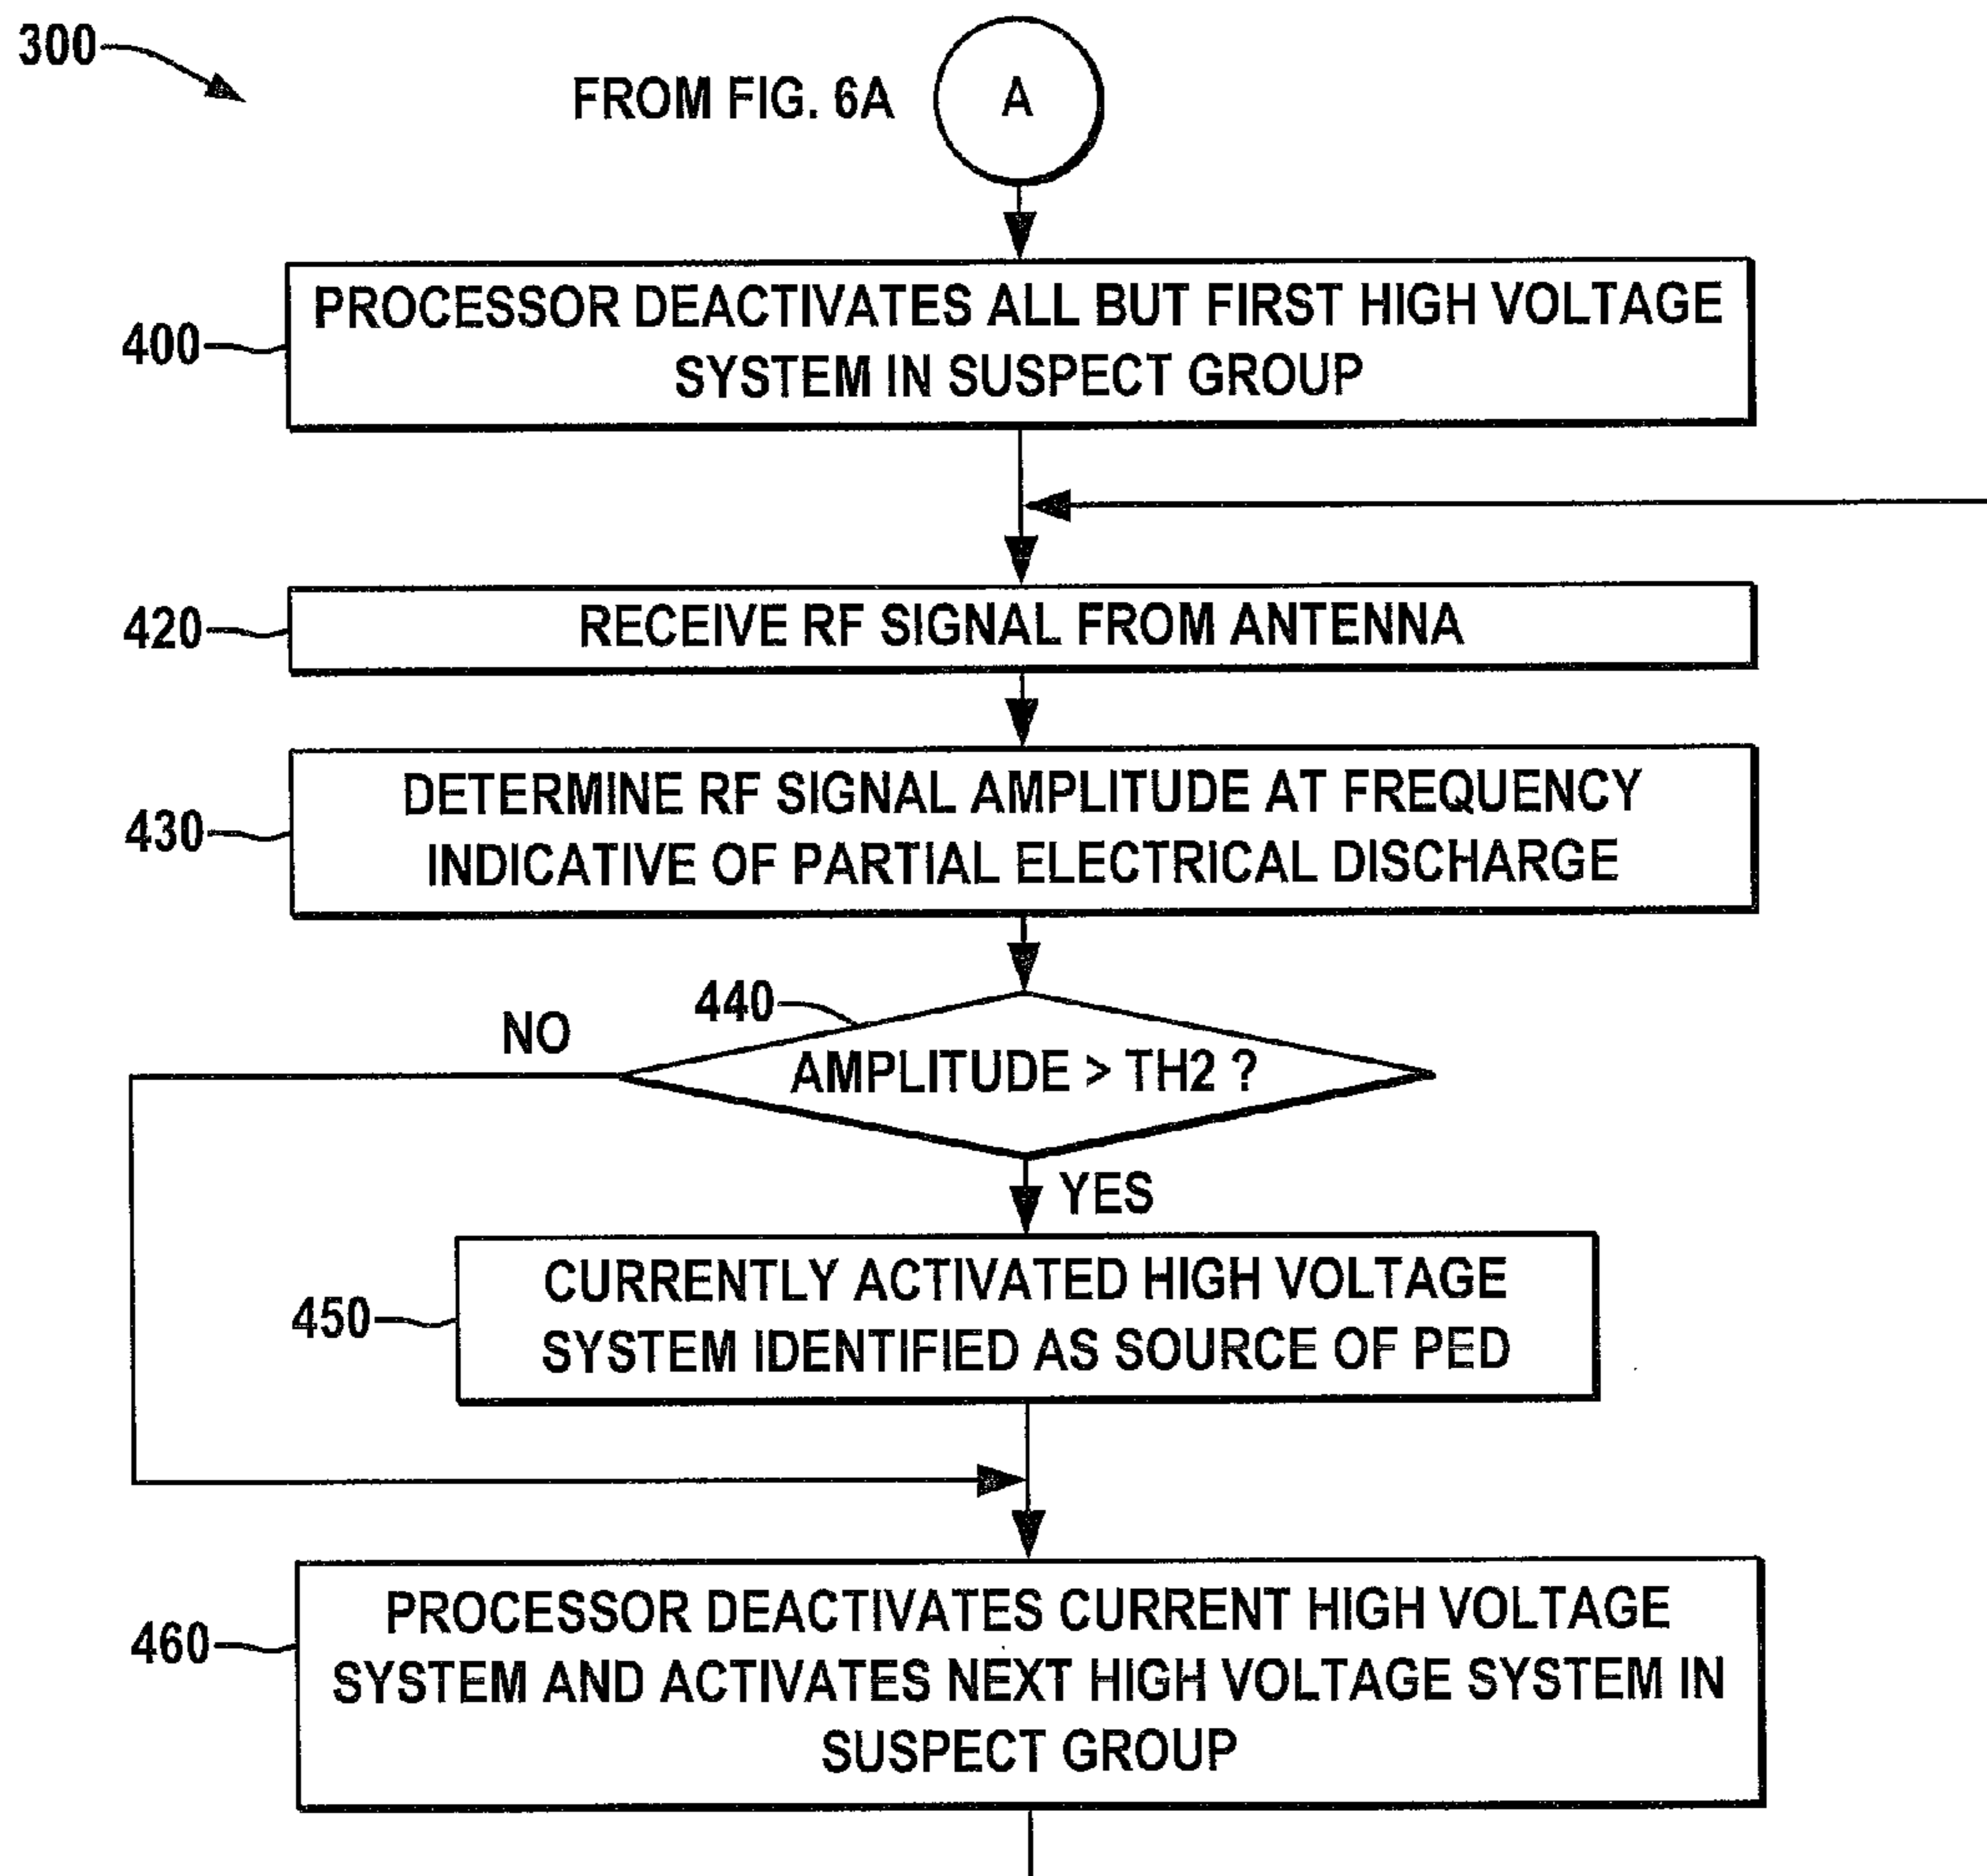 300
FROM FIG. 6A
A
400
PROCESSOR DEACTIVATES ALL BUT FIRST HIGH VOLTAGE
SYSTEM IN SUSPECT GROUP
420
RECEIVE RF SIGNAL FROM ANTENNA
430
DETERMINE RF SIGNAL AMPLITUDE AT FREQUENCY
INDICATIVE OF PARTIAL ELECTRICAL DISCHARGE
440
NO
AMPLITUDE > TH2 ?
YES
450
CURRENTLY ACTIVATED HIGH VOLTAGE
SYSTEM IDENTIFIED AS SOURCE OF PED
460
PROCESSOR DEACTIVATES CURRENT HIGH VOLTAGE
SYSTEM AND ACTIVATES NEXT HIGH VOLTAGE SYSTEM IN
SUSPECT GROUP